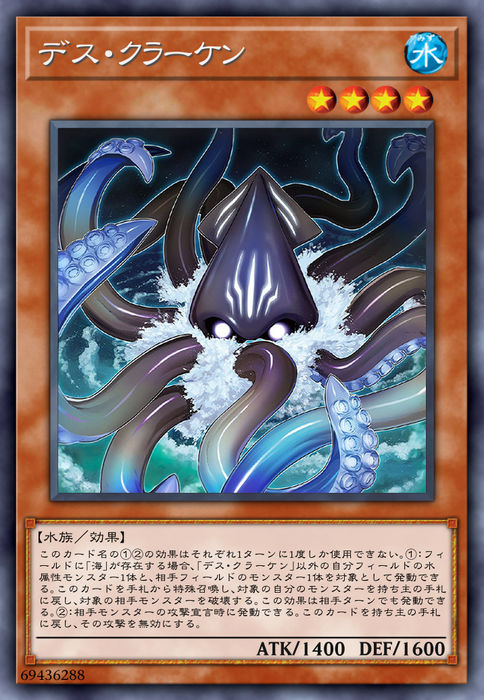 デス・クラーケン
みず
水
【水族／効果】
このカード名の①②の効果はそれぞれ1ターンに1度しか使用できない。①：フィ
ールドに「海」が存在する場合、「デス・クラーケン」以外の自分フィールドの水
属性モンスター1体と、相手フィールドのモンスター1体を対象として発動でき
る。このカードを手札から特殊召喚し、対象の自分のモンスターを持ち主の手札
に戻し、対象の相手モンスターを破壊する。この効果は相手ターンでも発動でき
る。②：相手モンスターの攻撃宣言時に発動できる。このカードを持ち主の手札
に戻し、その攻撃を無効にする。
ATK/1400 DEF/1600
69436288